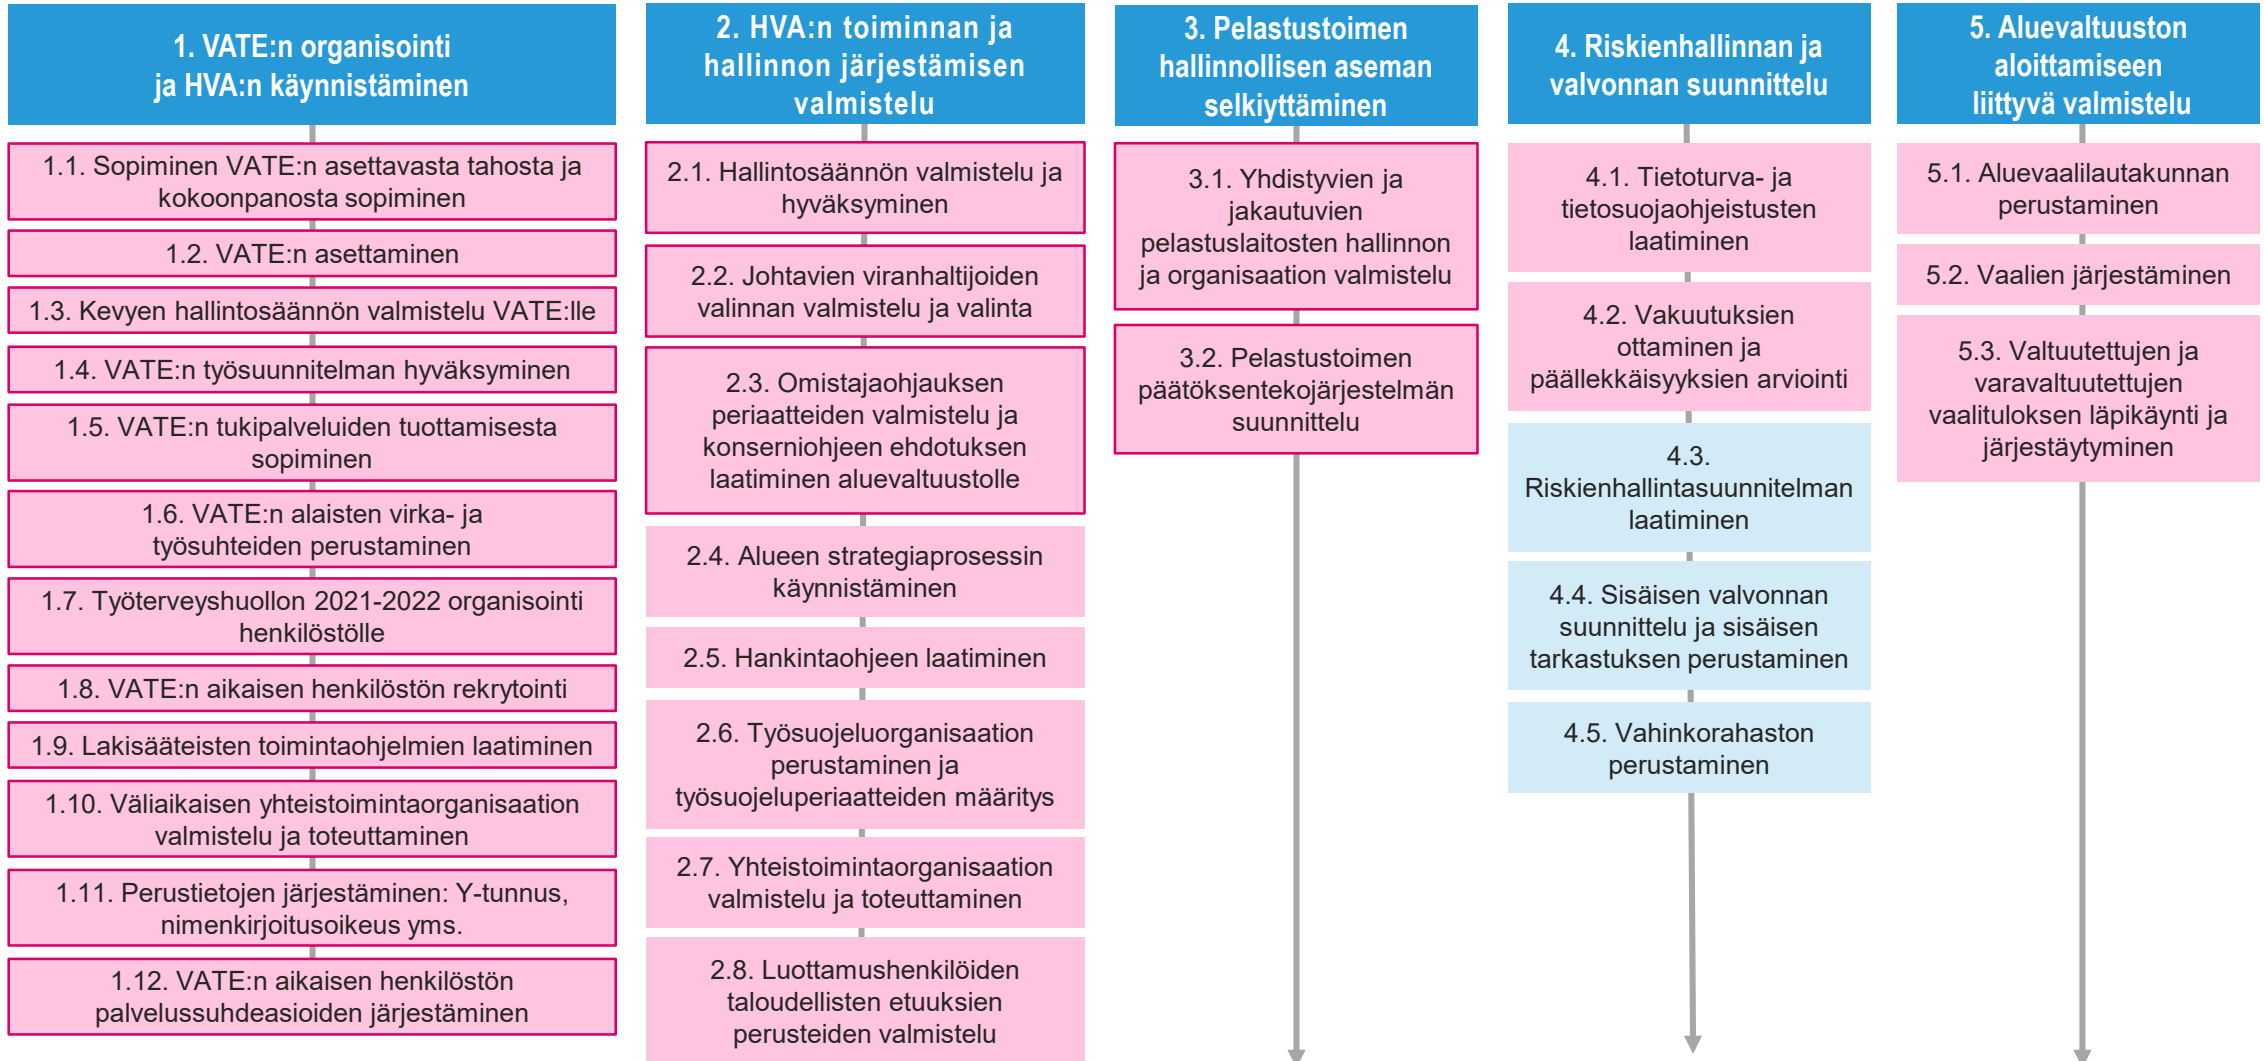 1. VATE:n organisointi
ja HVA:n käynnistäminen
1.1. Sopiminen VATE:n asettavasta tahosta ja
kokoonpanosta sopiminen
1.2. VATE:n asettaminen
1.3. Kevyen hallintosäännön valmistelu VATE:lle
1.4. VATE:n työsuunnitelman hyväksyminen
1.5. VATE:n tukipalveluiden tuottamisesta
sopiminen
1.6. VATE:n alaisten virka- ja
työsuhteiden perustaminen
1.7. Työterveyshuollon 2021-2022 organisointi
henkilöstölle
1.8. VATE:n aikaisen henkilöstön rekrytointi
1.9. Lakisääteisten toimintaohjelmien laatiminen
1.10. Väliaikaisen yhteistoimintaorganisaation
valmistelu ja toteuttaminen
1.11. Perustietojen järjestäminen: Y-tunnus,
nimenkirjoitusoikeus yms.
1.12. VATE:n aikaisen henkilöstön
palvelussuhdeasioiden järjestäminen
2. HVA:n toiminnan ja
hallinnon järjestämisen
valmistelu
2.1. Hallintosäännön valmistelu ja
hyväksyminen
2.2. Johtavien viranhaltijoiden
valinnan valmistelu ja valinta
2.3. Omistajaohjauksen
periaatteiden valmistelu ja
konserniohjeen ehdotuksen
laatiminen aluevaltuustolle
2.4. Alueen strategiaprosessin
käynnistäminen
2.5. Hankintaohjeen laatiminen
2.6. Työsuojeluorganisaation
perustaminen ja
työsuojeluperiaatteiden määritys
2.7. Yhteistoimintaorganisaation
valmistelu ja toteuttaminen
2.8. Luottamushenkilöiden
taloudellisten etuuksien
perusteiden valmistelu
3. Pelastustoimen
hallinnollisen aseman
selkiyttäminen
3.1. Yhdistyvien ja
jakautuvien
pelastuslaitosten hallinnon
ja organisaation valmistelu
3.2. Pelastustoimen
päätöksentekojärjestelmän
suunnittelu
4. Riskienhallinnan ja
valvonnan suunnittelu
4.1. Tietoturva- ja
tietosuojaohjeistusten
laatiminen
4.2. Vakuutuksien
ottaminen ja
päällekkäisyyksien arviointi
4.3.
Riskienhallintasuunnitelman
laatiminen
4.4. Sisäisen valvonnan
suunnittelu ja sisäisen
tarkastuksen perustaminen
4.5. Vahinkorahaston
perustaminen
5. Aluevaltuuston
aloittamiseen
liittyvä valmistelu
5.1. Aluevaalilautakunnan
perustaminen
5.2. Vaalien järjestäminen
5.3. Valtuutettujen ja
varavaltuutettujen
vaalituloksen läpikäynti ja
järjestäytyminen